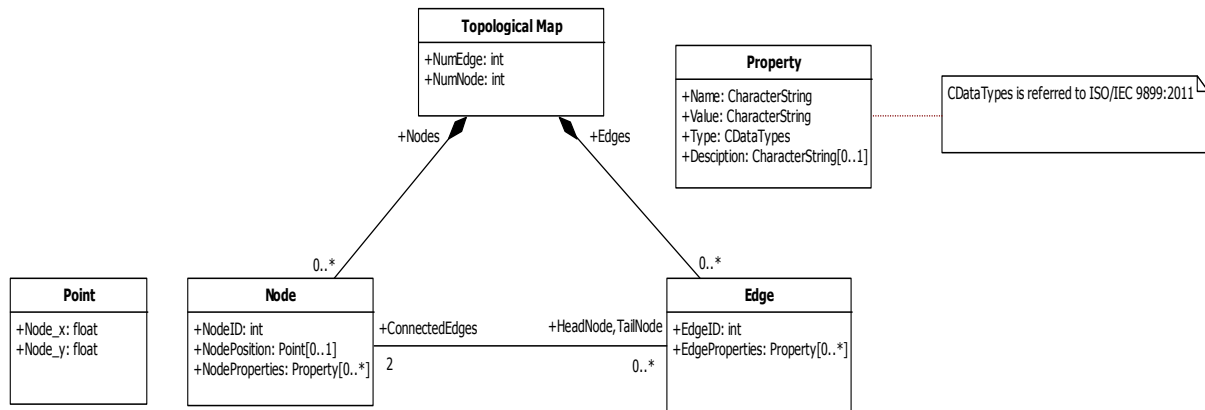 Topological Map
+NumEdge: int
+NumNode: int
Property
+Name: CharacterString
+Value: CharacterString
+Type: CDataTypes
+Desciption: CharacterString[0..1]
CDataTypes is referred to ISO/IEC 9899:2011
+Nodes
+Edges
0..*
0..*
Point
+Node_x: float
+Node_y: float
Node
+NodeID: int
+NodePosition: Point[0..1]
+NodeProperties: Property[0..*]
+ConnectedEdges
+HeadNode,TailNode
2
0..*
Edge
+EdgeID: int
+EdgeProperties: Property[0..*]